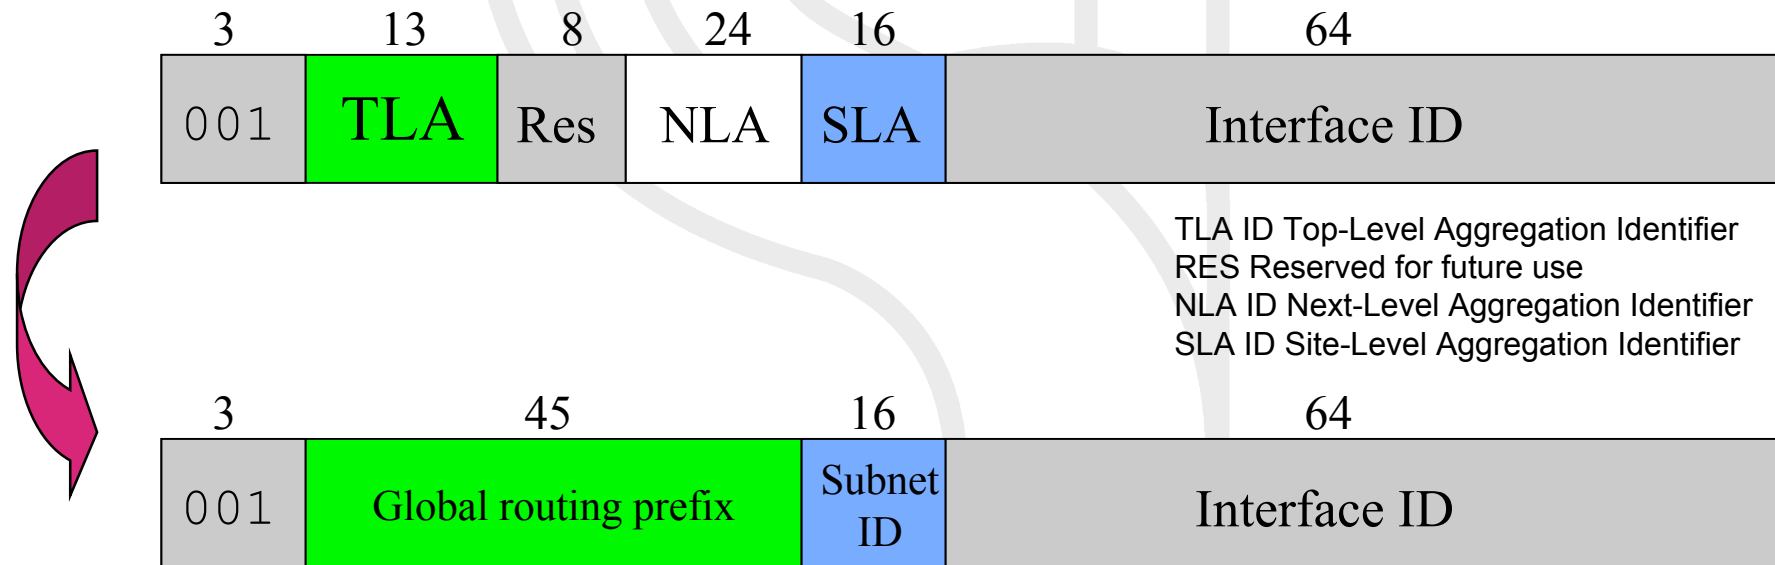 3 13 8 24 16 64
001 TLA Res NLA SLA Interface ID
TLA ID Top-Level Aggregation Identifier
RES Reserved for future use
NLA ID Next-Level Aggregation Identifier
SLA ID Site-Level Aggregation Identifier
3 45 16 64
001 Global routing prefix Subnet ID Interface ID